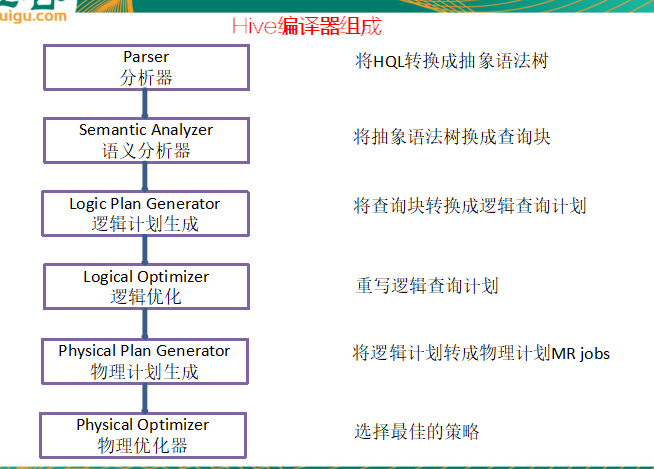 uigu.com
Hive编译器组成
Parser
分析器
将HQL转换成抽象语法树
Semantic Analyzer
语义分析器
将抽象语法树换成查询块
Logic Plan Generator
逻辑计划生成
将查询块转换成逻辑查询计划
Logical Optimizer
逻辑优化
重写逻辑查询计划
Physical Plan Generator
物理计划生成
将逻辑计划转成物理计划MR jobs
Physical Optimizer
物理优化器
选择最佳的策略